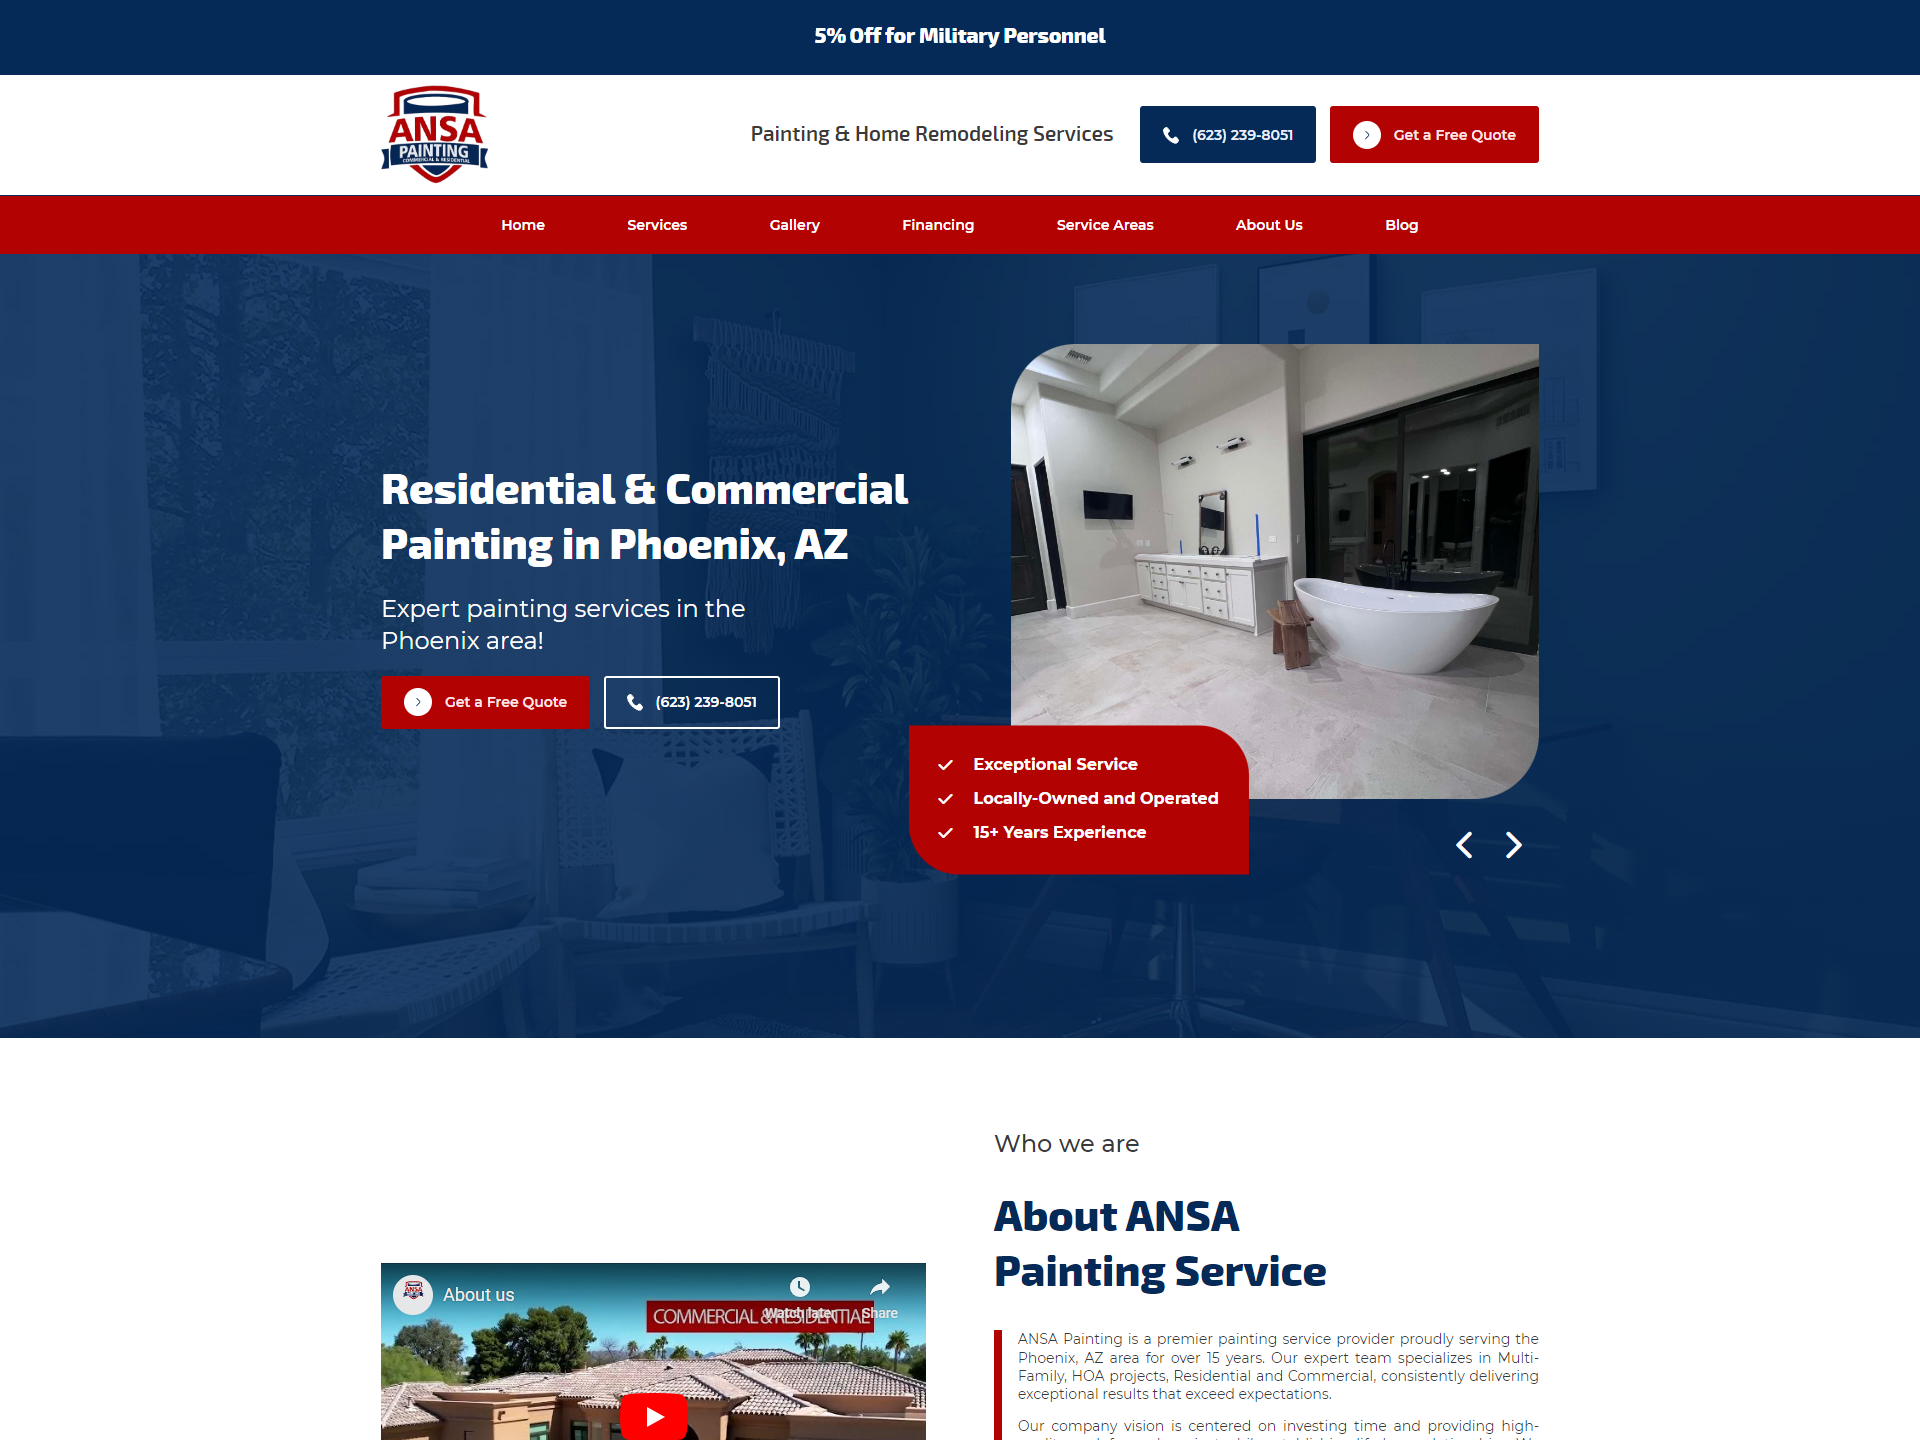 5% Off for Military Personnel
ANSA
PAINTING
COMMERCIAL & RESIDENTIAL
Painting & Home Remodeling Services
(623) 239-8051
Get a Free Quote
Home
Services
Gallery
Financing
Service Areas
About Us
Blog
Residential & Commercial
Painting in Phoenix, AZ
Expert painting services in the
Phoenix area!
Get a Free Quote
(623) 239-8051
Exceptional Service
Locally-Owned and Operated
15+ Years Experience
Who we are
About ANSA
Painting Service
ANSA
About us
Watch later
Share
COMMERCIAL & RESIDENTIAL
ANSA Painting is a premier painting service provider proudly serving the
Phoenix, AZ area for over 15 years. Our expert team specializes in Multi-
Family, HOA projects, Residential and Commercial, consistently delivering
exceptional results that exceed expectations.
Our company vision is centered on investing time and providing high-